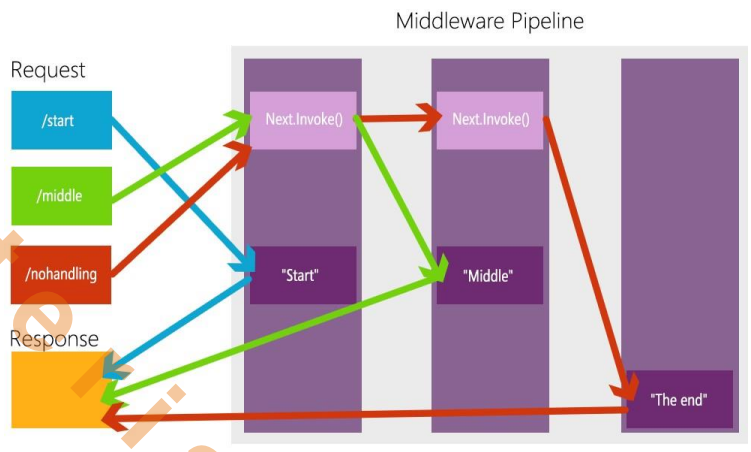 Middleware Pipeline
Request
/start
Next.Invoke()
Next.Invoke()
/middle
/nohandling
"Start"
"Middle"
Response
"The end"